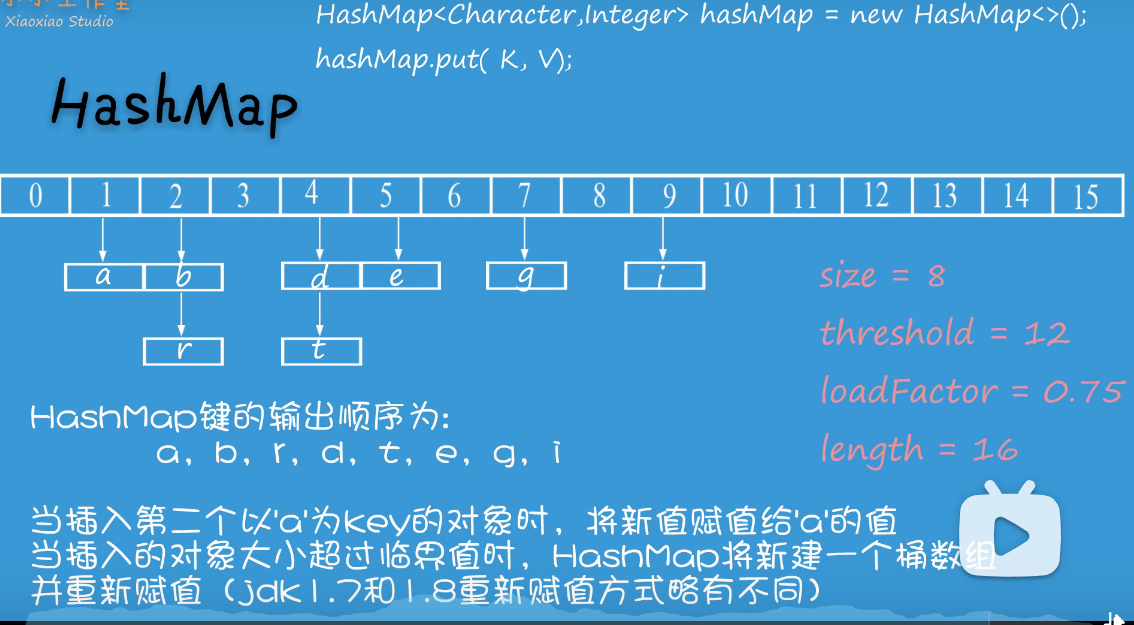 Xiaoxiao Studio
HashMap<Character,Integer> hashMap = new HashMap<>();
hashMap.put( K, V);
HashMap
0 1 2 3 4 5 6 7 8 9 10 11 12 13 14 15
a b d e g i
r t
size = 8
threshold = 12
loadFactor = 0.75
length = 16
HashMap键的输出顺序为:
a, b, r, d, t, e, g, i
当插入第二个以'a'为key的对象时，将新值赋值给'a'的值
当插入的对象大小超过临界值时，HashMap将新建一个桶数组
并重新赋值（jdk1.7和1.8重新赋值方式略有不同）